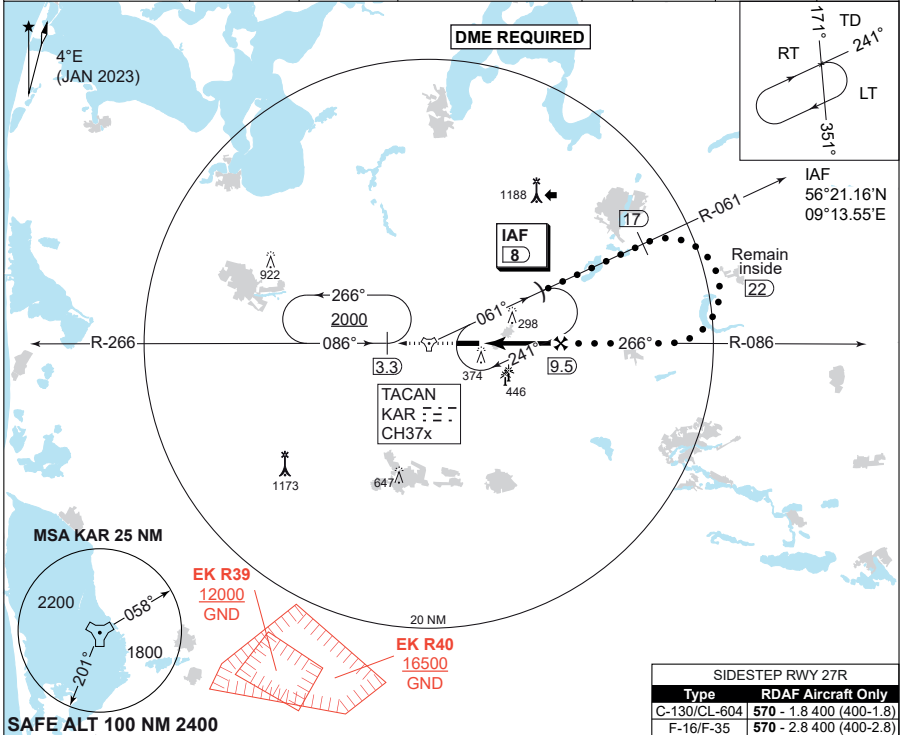 DME REQUIRED
4°E
(JAN 2023)
171°
TD
241°
RT
LT
351°
IAF
56°21.16'N
09°13.55'E
R-061
1188
17
IAF
8
Remain
inside
22
922
266°
2000
086°
061°
298
R-266
3.3
241°
374
446
9.5
266°
R-086
TACAN
KAR
CH37x
1173
647
MSA KAR 25 NM
2200
058°
1800
201°
EK R39
12000
GND
20 NM
EK R40
16500
GND
SAFE ALT 100 NM 2400
SIDESTEP RWY 27R
Type RDAF Aircraft Only
C-130/CL-604 570 - 1.8 400 (400-1.8)
F-16/F-35 570 - 2.8 400 (400-2.8)